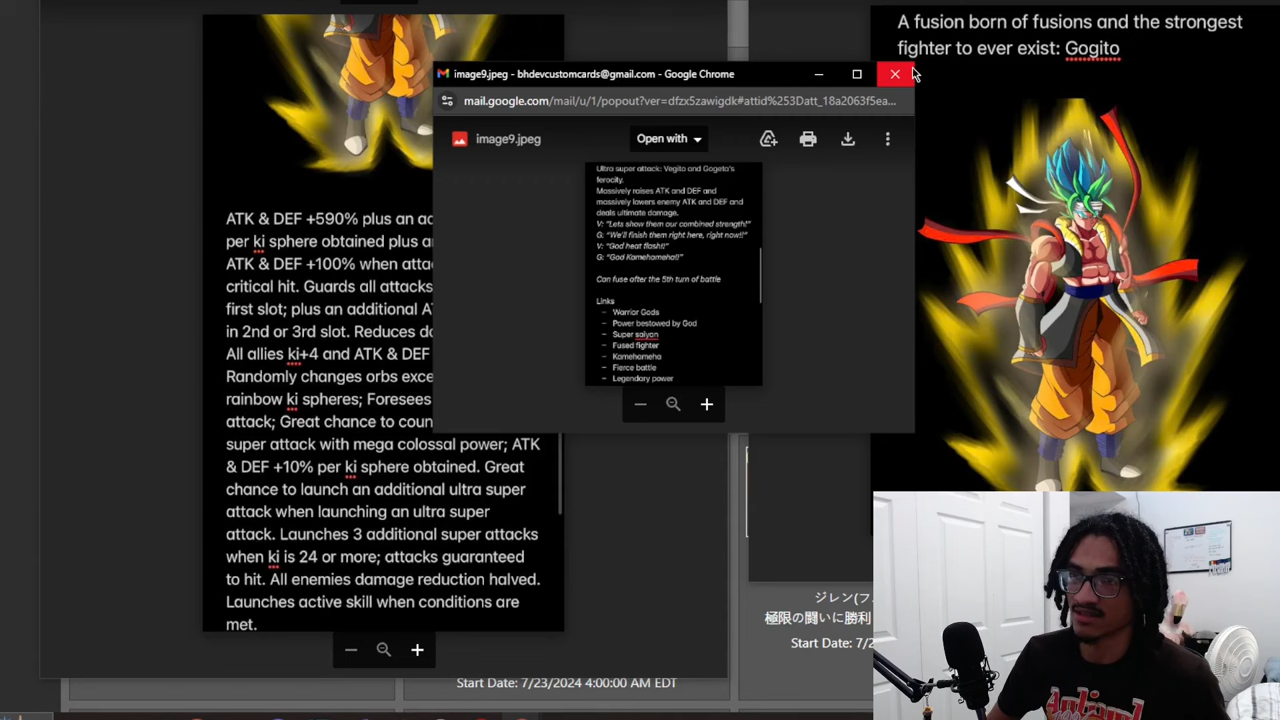 A fusion born of fusions and the strongest
fighter to ever exist: Gogito
image9.jpeg - bhdevcustomcards@gmail.com - Google Chrome
mail.google.com/mail/u/1/popout?ver=dfzx5zawigdk#attid%253Datt_18a2063f5ea...
image9.jpeg
Open with
Ultra super attack: Vegito and Gogeta's
ferocity.
Massively raises ATK and DEF and
massively lowers enemy ATK and DEF and
deals ultimate damage.
V: "Lets show them our combined strength!"
G: "We'll finish them right here, right now!!"
V: "God heat flash!!"
G: "God Kamehameha!!"
Can fuse after the 5th turn of battle
Links
– Warrior Gods
– Power bestowed by God
– Super saiyan
– Fused fighter
– Kamehameha
– Fierce battle
– Legendary power
ATK & DEF +590% plus an ad
per ki sphere obtained plus a
ATK & DEF +100% when attac
critical hit. Guards all attacks
first slot; plus an additional A
in 2nd or 3rd slot. Reduces da
All allies ki+4 and ATK & DEF
Randomly changes orbs exce
rainbow ki spheres; Foresees
attack; Great chance to coun
super attack with mega colossal power; ATK
& DEF +10% per ki sphere obtained. Great
chance to launch an additional ultra super
attack when launching an ultra super
attack. Launches 3 additional super attacks
when ki is 24 or more; attacks guaranteed
to hit. All enemies damage reduction halved.
Launches active skill when conditions are
met.
ジレン(フ
極限の闘いに勝利
Start Date: 7/2
Start Date: 7/23/2024 4:00:00 AM EDT